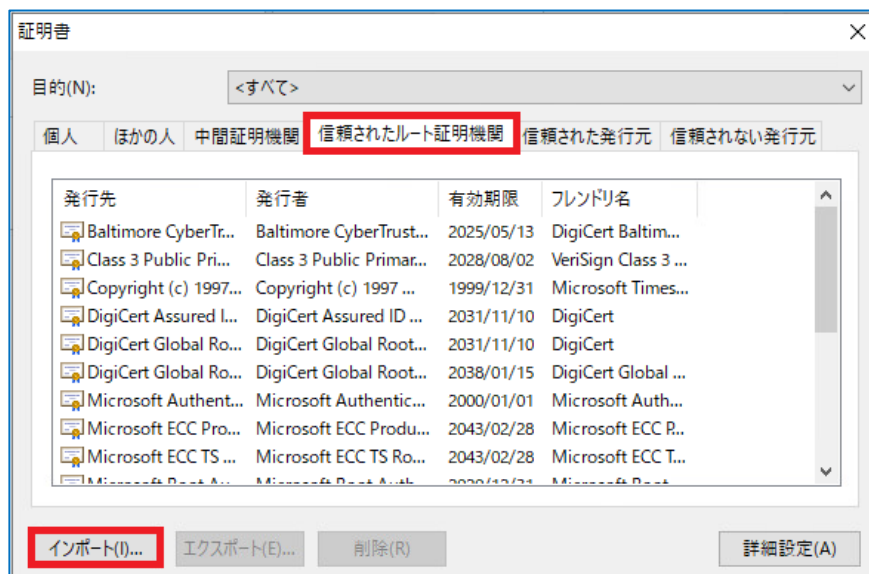 証明書
目的(N):
<すべて>
個人 ほかの人 中間証明機関 信頼されたルート証明機関 信頼された発行元 信頼されない発行元
発行先 発行者 有効期限 フレンドリ名
Baltimore CyberTr... Baltimore CyberTrust... 2025/05/13 DigiCert Baltim...
Class 3 Public Pri... Class 3 Public Primar... 2028/08/02 VeriSign Class 3 ...
Copyright (c) 1997... Copyright (c) 1997 ... 1999/12/31 Microsoft Times...
DigiCert Assured I... DigiCert Assured ID ... 2031/11/10 DigiCert
DigiCert Global Ro... DigiCert Global Root... 2031/11/10 DigiCert
DigiCert Global Ro... DigiCert Global Root... 2038/01/15 DigiCert Global ...
Microsoft Authent... Microsoft Authentic... 2000/01/01 Microsoft Auth...
Microsoft ECC Pro... Microsoft ECC Produ... 2043/02/28 Microsoft ECC P...
Microsoft ECC TS ... Microsoft ECC TS Ro... 2043/02/28 Microsoft ECC T...
インポート(I)... エクスポート(E)... 削除(R) 詳細設定(A)